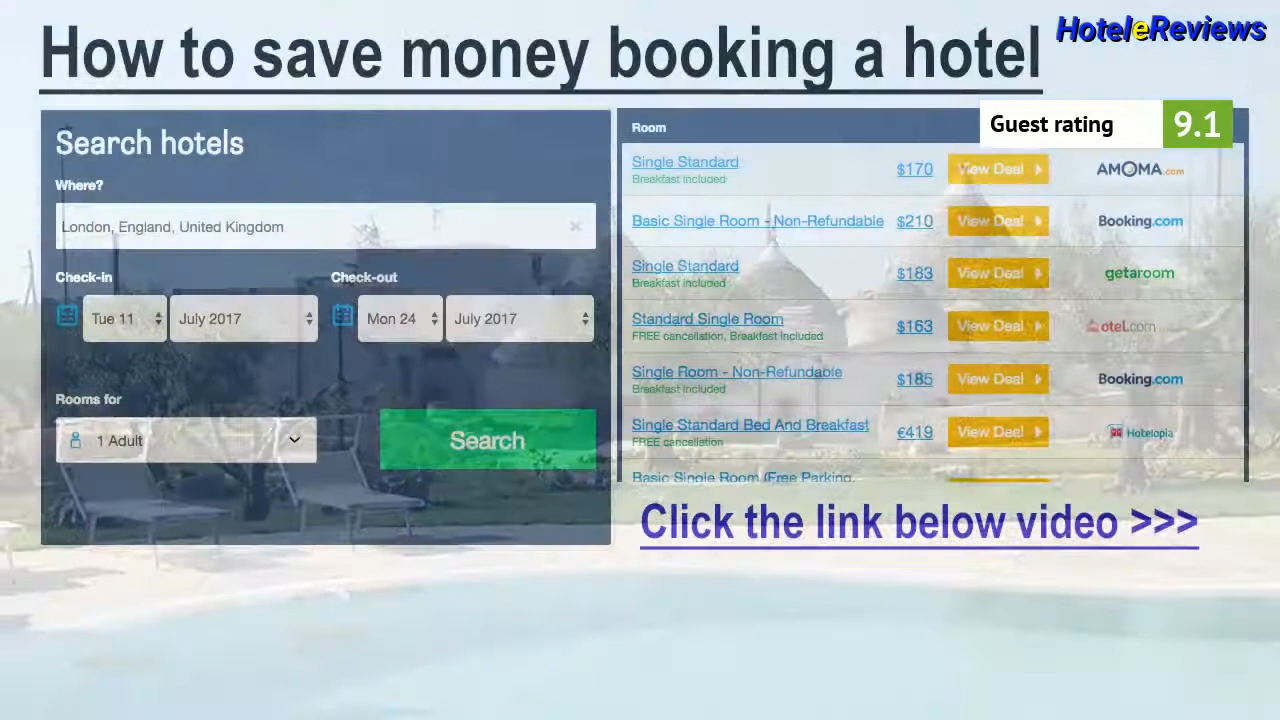 How to save money booking a hotel
HoteleReviews
Search hotels
Where?
London, England, United Kingdom
Check-in
Check-out
Tue 11
July 2017
Mon 24
July 2017
Rooms for
1 Adult
Search
Room
Guest rating
9.1
Single Standard $170 View Deal AMOMA.com
Breakfast included
Basic Single Room - Non-Refundable $210 View Deal Booking.com
Single Standard $183 View Deal getaroom
Breakfast included
Standard Single Room $163 View Deal otel.com
FREE cancellation, Breakfast included
Single Room - Non-Refundable $185 View Deal Booking.com
Breakfast included
Single Standard Bed And Breakfast €419 View Deal Hotelopia
FREE cancellation
Basic Single Room (Free Parking,
Click the link below video >>>